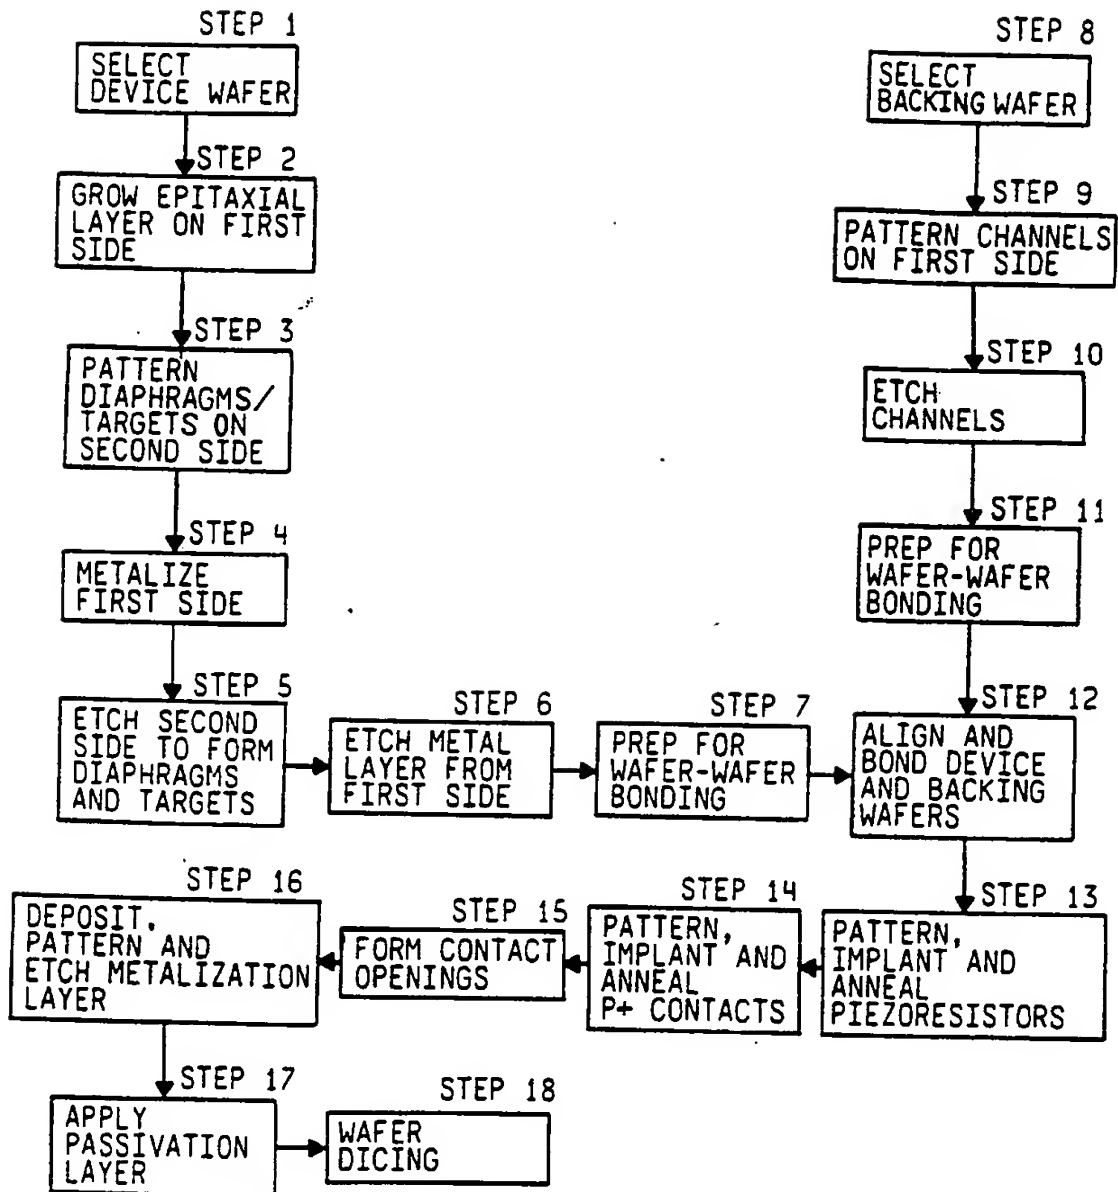 STEP 1
SELECT
DEVICE WAFER
STEP 2
GROW EPITAXIAL
LAYER ON FIRST
SIDE
STEP 3
PATTERN
DIAPHRAGMS/
TARGETS ON
SECOND SIDE
STEP 4
METALIZE
FIRST SIDE
STEP 5
ETCH SECOND
SIDE TO FORM
DIAPHRAGMS
AND TARGETS
STEP 6
ETCH METAL
LAYER FROM
FIRST SIDE
STEP 7
PREP FOR
WAFER-WAFER
BONDING
STEP 8
SELECT
BACKING WAFER
STEP 9
PATTERN CHANNELS
ON FIRST SIDE
STEP 10
ETCH
CHANNELS
STEP 11
PREP FOR
WAFER-WAFER
BONDING
STEP 12
ALIGN AND
BOND DEVICE
AND BACKING
WAFERS
STEP 13
PATTERN,
IMPLANT AND
ANNEAL
PIEZORESISTORS
STEP 14
PATTERN,
IMPLANT AND
ANNEAL
P+ CONTACTS
STEP 15
FORM CONTACT
OPENINGS
STEP 16
DEPOSIT,
PATTERN AND
ETCH METALIZATION
LAYER
STEP 17
APPLY
PASSIVATION
LAYER
STEP 18
WAFER
DICING